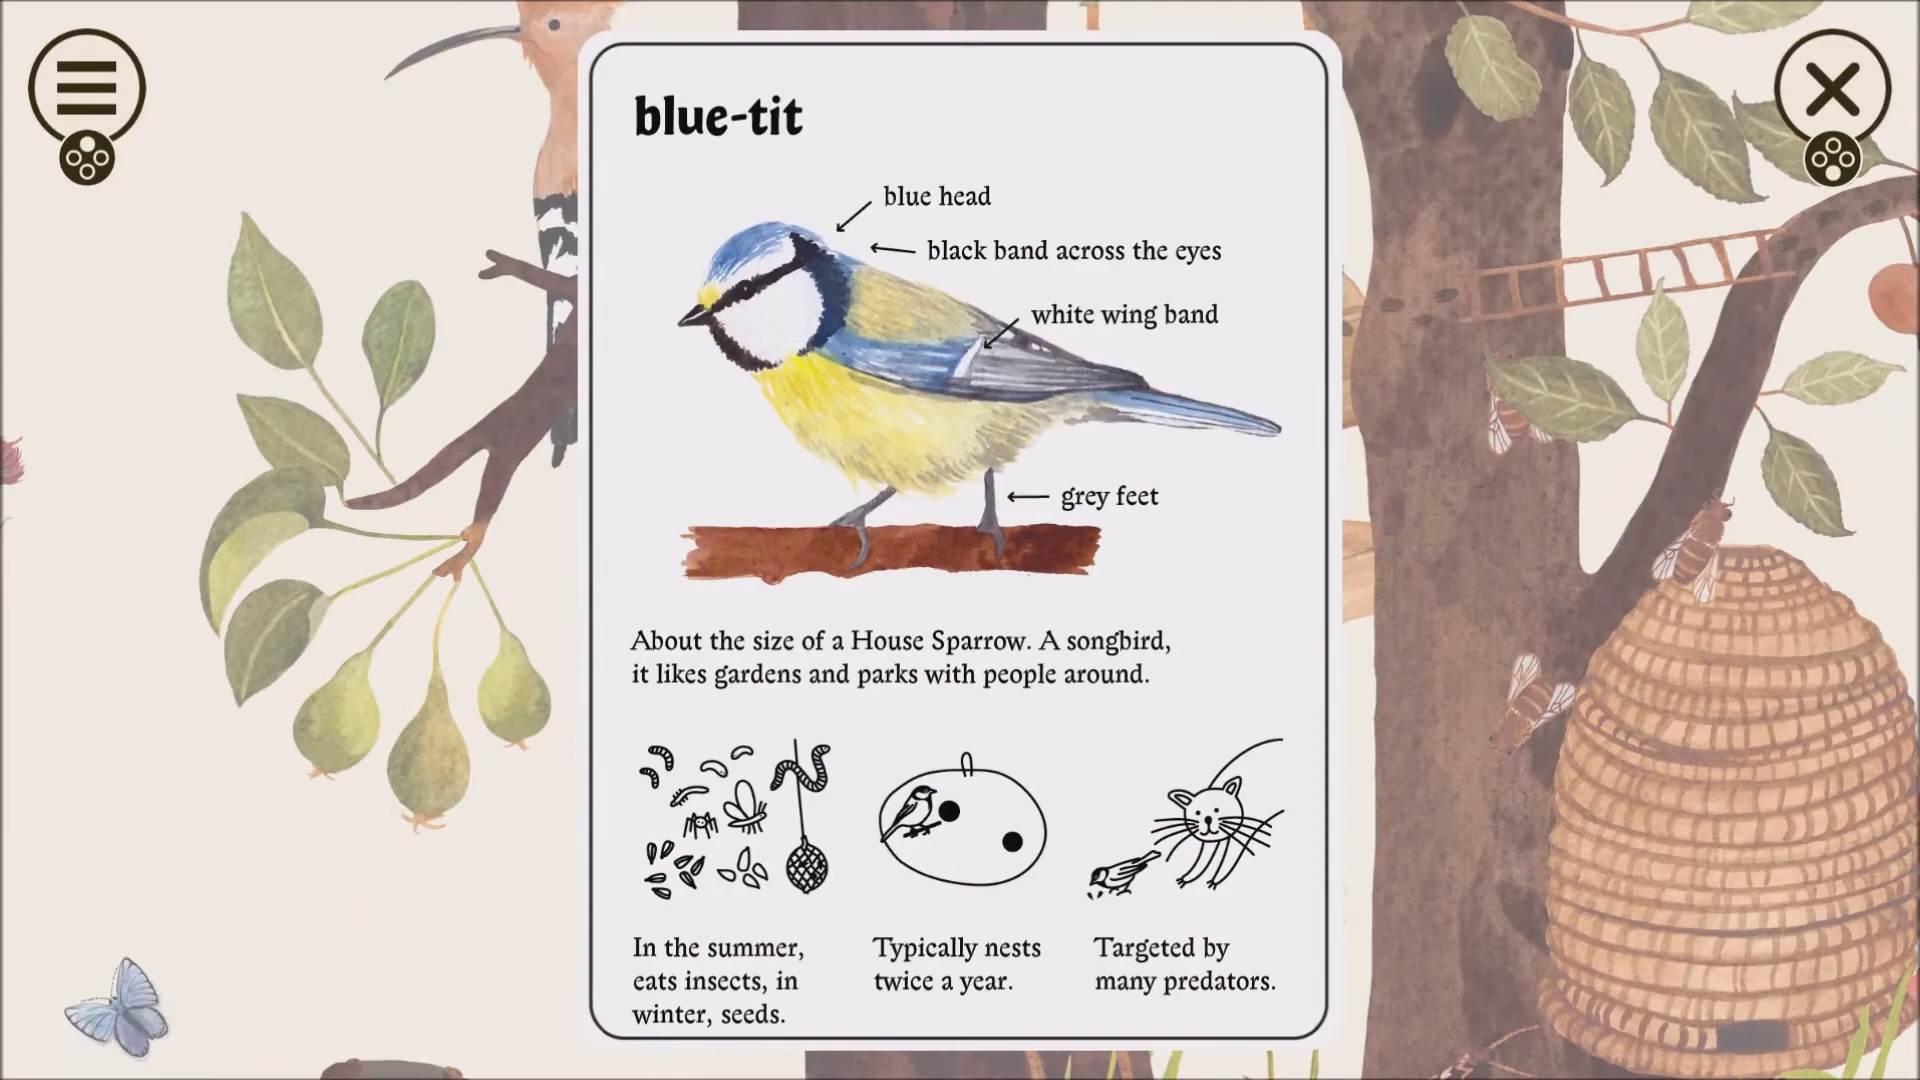 blue-tit
blue head
black band across the eyes
white wing band
grey feet
About the size of a House Sparrow. A songbird,
it likes gardens and parks with people around.
In the summer,
eats insects, in
winter, seeds.
Typically nests
twice a year.
Targeted by
many predators.